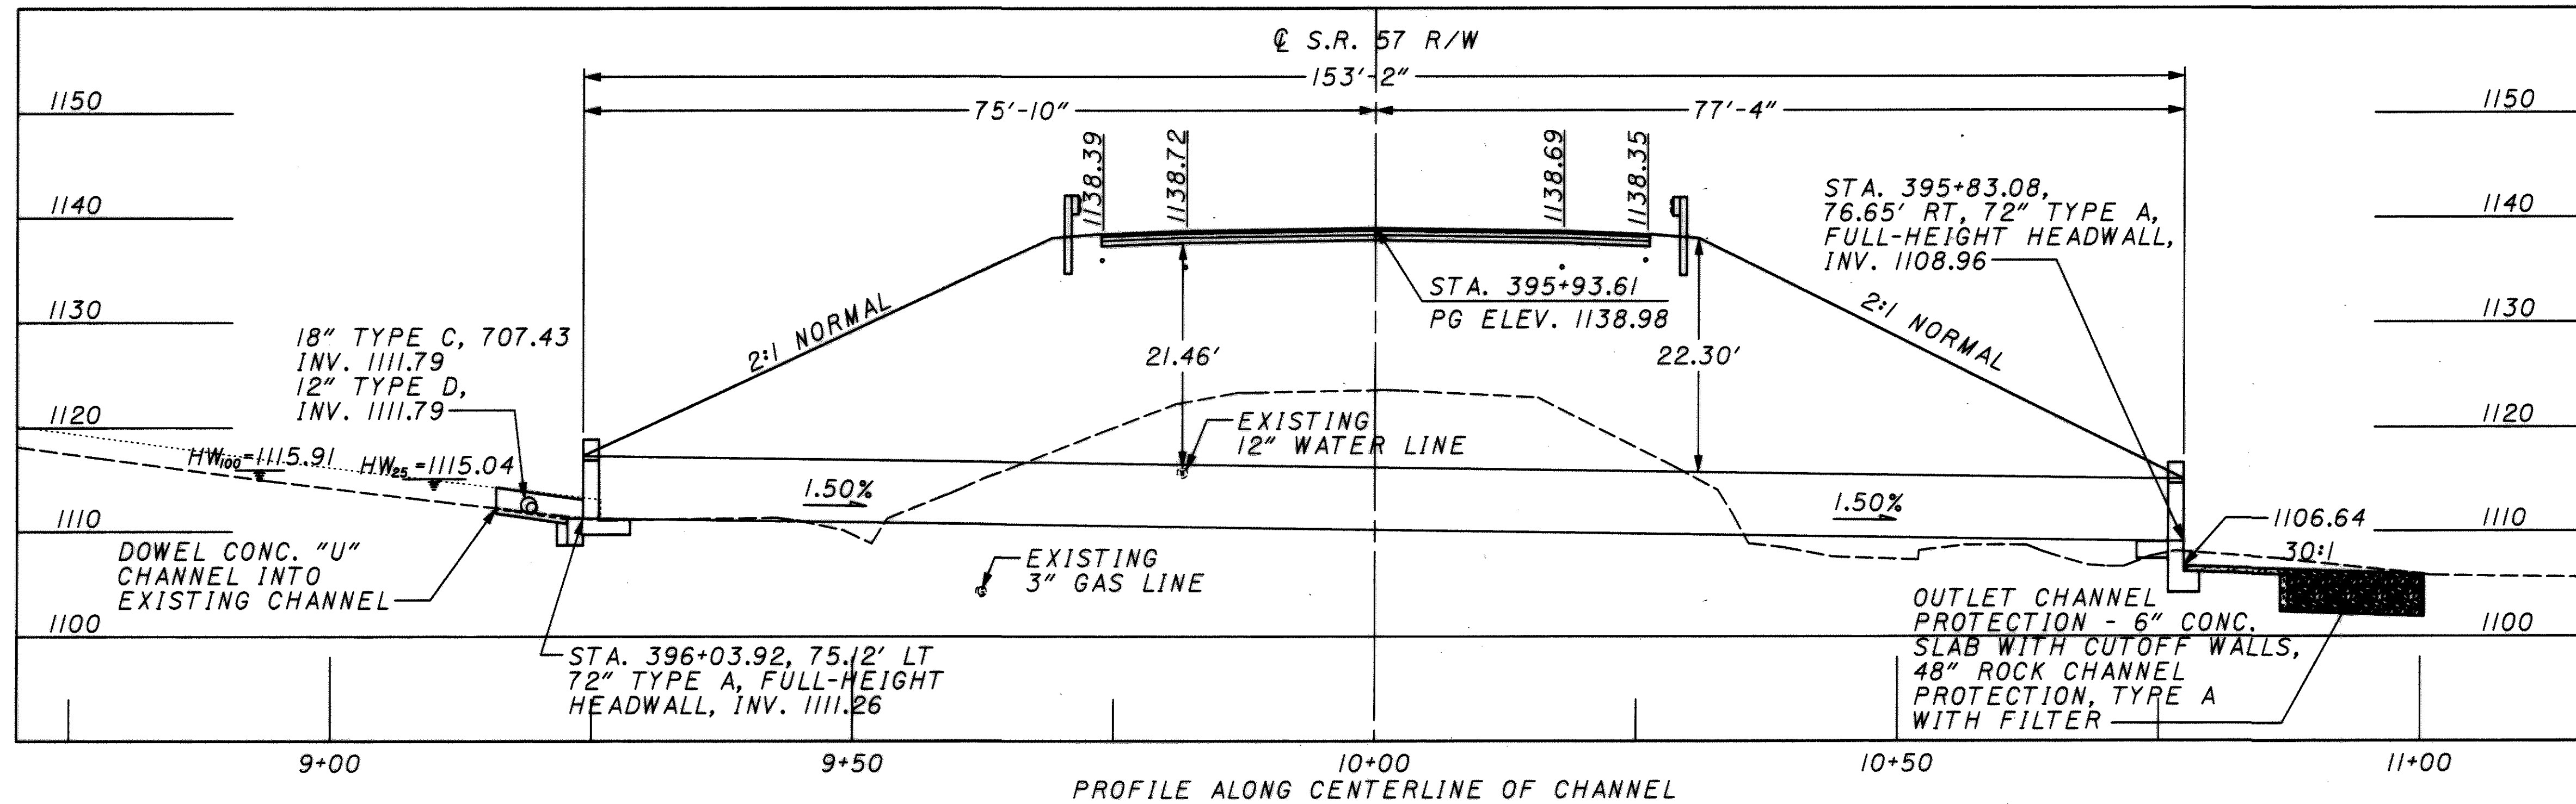 ℄ S.R. 57 R/W
153'-2"
75'-10"
77'-4"
1150
1150
1138.39
1138.72
1138.69
1138.35
1140
1140
STA. 395+83.08,
76.65' RT, 72" TYPE A,
FULL-HEIGHT HEADWALL,
INV. 1108.96
STA. 395+93.61
PG ELEV. 1138.98
1130
1130
2:1 NORMAL
2:1 NORMAL
18" TYPE C, 707.43
INV. 1111.79
12" TYPE D,
INV. 1111.79
21.46'
22.30'
1120
1120
EXISTING
12" WATER LINE
HW100=1115.91
HW25=1115.04
1.50%
1.50%
1110
1110
1106.64
30:1
DOWEL CONC. "U"
CHANNEL INTO
EXISTING CHANNEL
EXISTING
3" GAS LINE
OUTLET CHANNEL
PROTECTION - 6" CONC.
SLAB WITH CUTOFF WALLS,
48" ROCK CHANNEL
PROTECTION, TYPE A
WITH FILTER
1100
1100
STA. 396+03.92, 75.12' LT
72" TYPE A, FULL-HEIGHT
HEADWALL, INV. 1111.26
9+00
9+50
10+00
10+50
11+00
PROFILE ALONG CENTERLINE OF CHANNEL